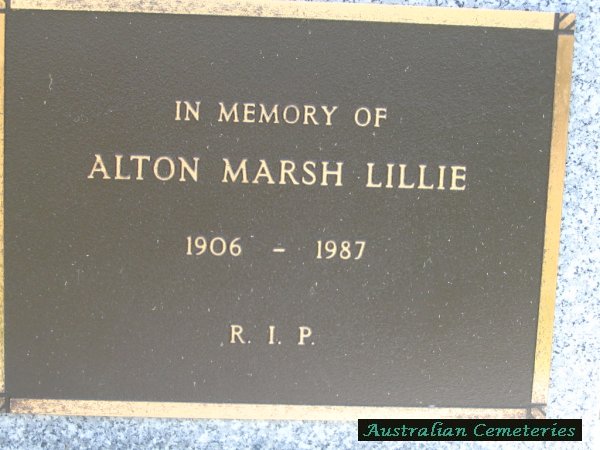 IN MEMORY OF
ALTON MARSH LILLIE
1906 - 1987
R. I. P.
Australian Cemeteries